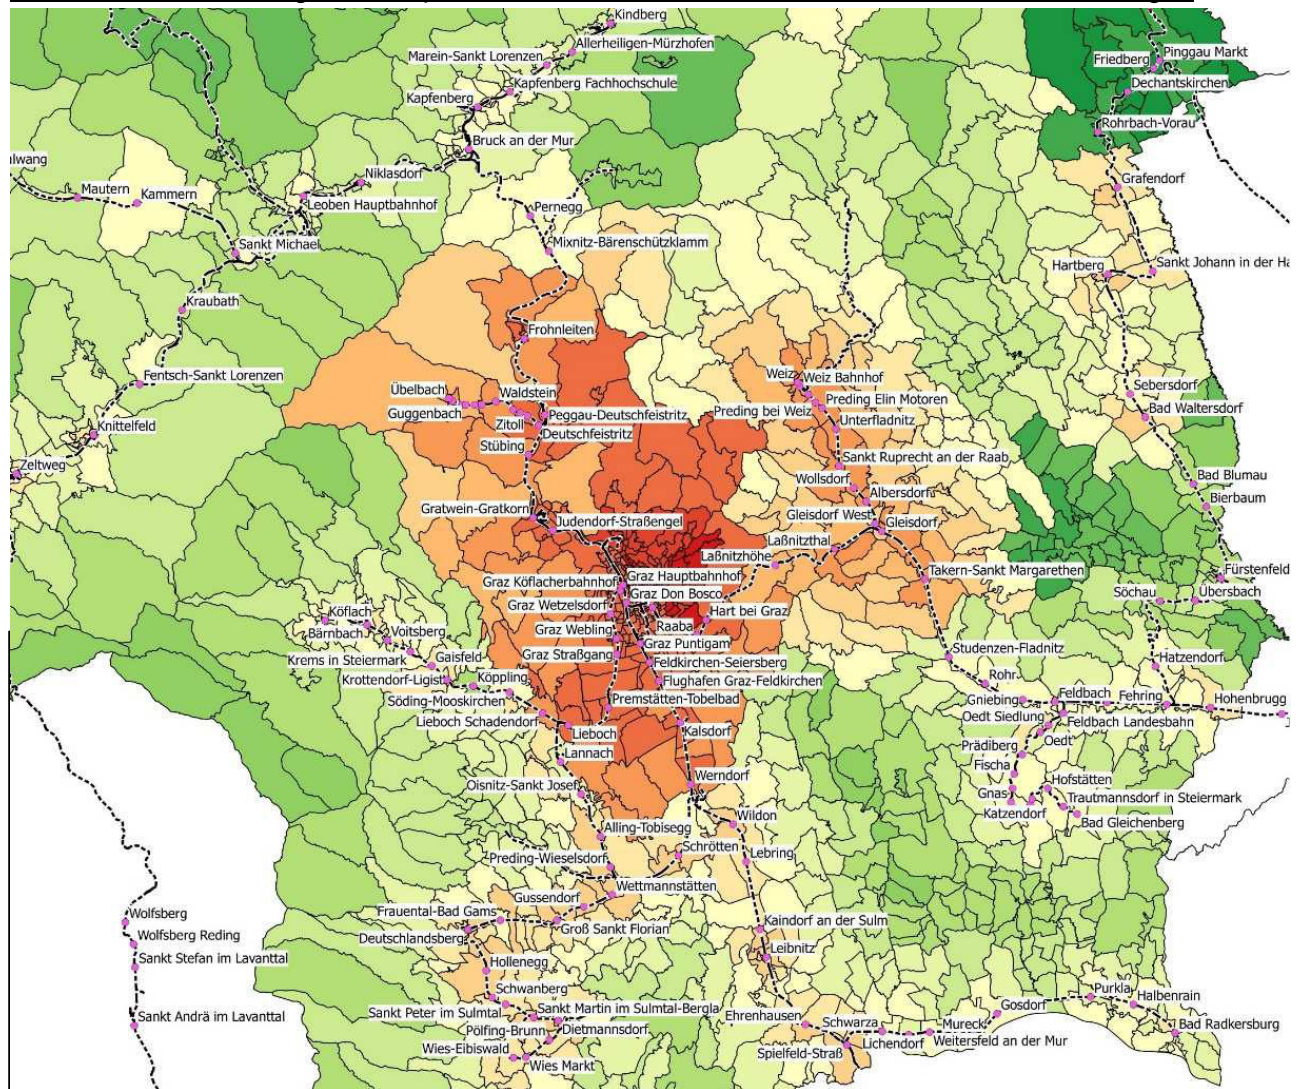 Kindberg
Allerheiligen-Mürzhofen
Marein-Sankt Lorenzen
Kapfenberg Fachhochschule
Kapfenberg
Bruck an der Mur
Pinggau Markt
Friedberg
Dechantskirchen
Rohrbach-Vorau
Grafendorf
Sankt Johann in der Ha
Hartberg
alwang
Mautern
Kammern
Niklasdorf
Leoben Hauptbahnhof
Pernegg
Sankt Michael
Mixnitz-Bärenschützklamm
Kraubath
Frohnleiten
Fentsch-Sankt Lorenzen
Knittelfeld
Zeltweg
Übelbach
Waldstein
Guggenbach
Zitoll
Peggau-Deutschfeistritz
Deutschfeistritz
Stübing
Weiz
Weiz Bahnhof
Preding Elin Motoren
Preding bei Weiz
Unterfladnitz
Sankt Ruprecht an der Raab
Wollsdorf
Albersdorf
Gleisdorf West
Gleisdorf
Laßnitzthal
Laßnitzhöhe
Takern-Sankt Margarethen
Sebersdorf
Bad Waltersdorf
Bad Blumau
Bierbaum
Fürstenfeld
Übersbach
Söchau
Hatzendorf
Gratwein-Gratkorn
Judendorf-Straßengel
Graz Hauptbahnhof
Graz Köflacherbahnhof
Graz Don Bosco
Graz Wetzelsdorf
Hart bei Graz
Raaba
Graz Webling
Graz Puntigam
Graz Straßgang
Feldkirchen-Seiersberg
Flughafen Graz-Feldkirchen
Premstätten-Tobelbad
Kalsdorf
Werndorf
Köflach
Bärnbach
Voitsberg
Krems in Steiermark
Gaisfeld
Krottendorf-Ligist
Köppling
Söding-Mooskirchen
Lieboch Schadendorf
Lieboch
Lannach
Oisnitz-Sankt Josef
Alling-Tobisegg
Preding-Wieselsdorf
Schrötten
Wettmannstätten
Wildon
Lebring
Studenzen-Fladnitz
Rohr
Gniebing
Feldbach
Fehring
Hohenbrugg
Oedt Siedlung
Feldbach Landesbahn
Oedt
Prädiberg
Fischa
Hofstätten
Gnas
Trautmannsdorf in Steiermark
Katzendorf
Bad Gleichenberg
Gussendorf
Frauental-Bad Gams
Groß Sankt Florian
Deutschlandsberg
Kaindorf an der Sulm
Leibnitz
Hollenegg
Schwanberg
Sankt Peter im Sulmtal
Sankt Martin im Sulmtal-Bergla
Pölfing-Brunn
Dietmannsdorf
Wies-Eibiswald
Wies Markt
Ehrenhausen
Spielfeld-Straß
Schwarza
Lichendorf
Mureck
Weitersfeld an der Mur
Gosdorf
Purkla
Halbenrain
Bad Radkersburg
Wolfsberg
Wolfsberg Reding
Sankt Stefan im Lavanttal
Sankt Andrä im Lavanttal